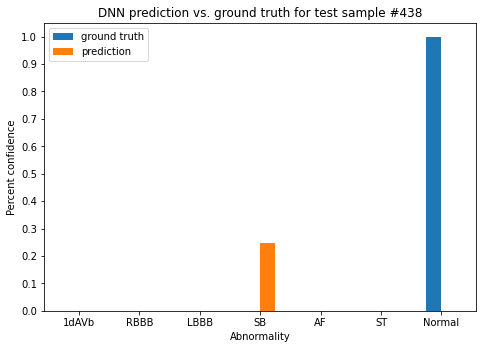 DNN prediction vs. ground truth for test sample #438
ground truth
prediction
Percent confidence
1.0
0.9
0.8
0.7
0.6
0.5
0.4
0.3
0.2
0.1
0.0
1dAVb RBBB LBBB SB AF ST Normal
Abnormality